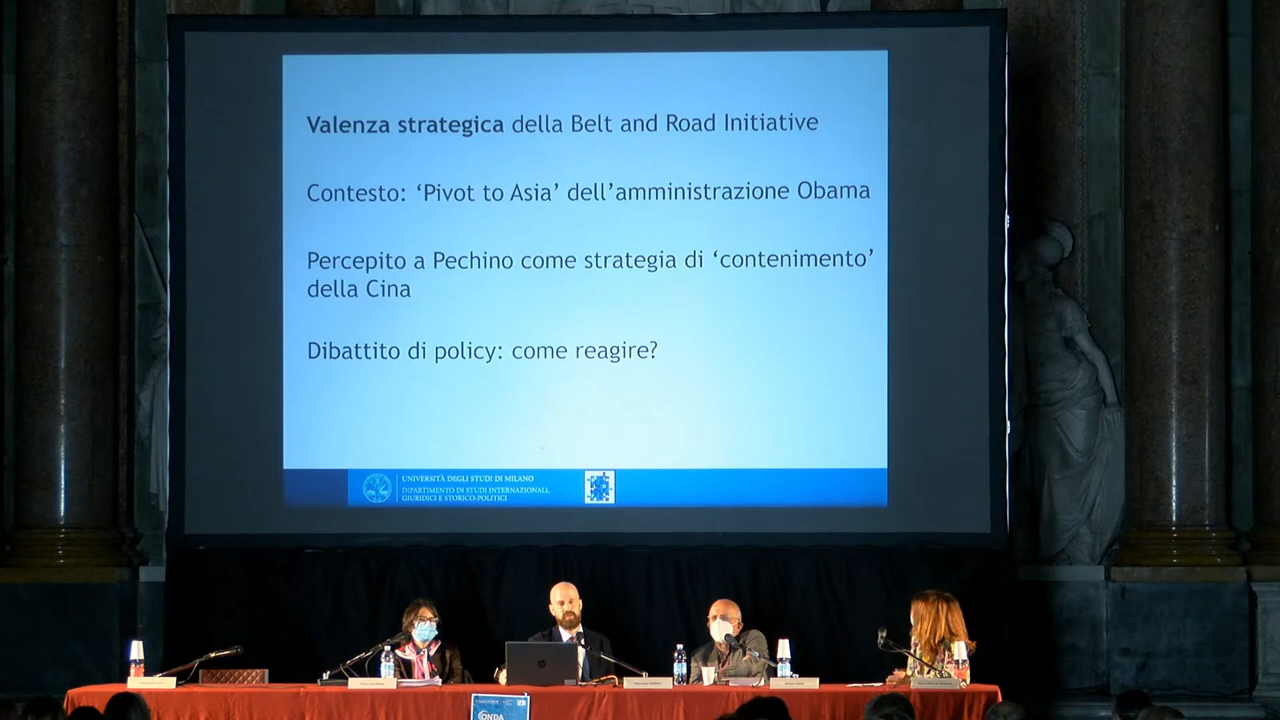 Valenza strategica della Belt and Road Initiative
Contesto: ‘Pivot to Asia’ dell’amministrazione Obama
Percepito a Pechino come strategia di ‘contenimento’
della Cina
Dibattito di policy: come reagire?
UNIVERSITÀ DEGLI STUDI DI MILANO
DIPARTIMENTO DI STUDI INTERNAZIONALI,
GIURIDICI E STORICO-POLITICI
ONDA